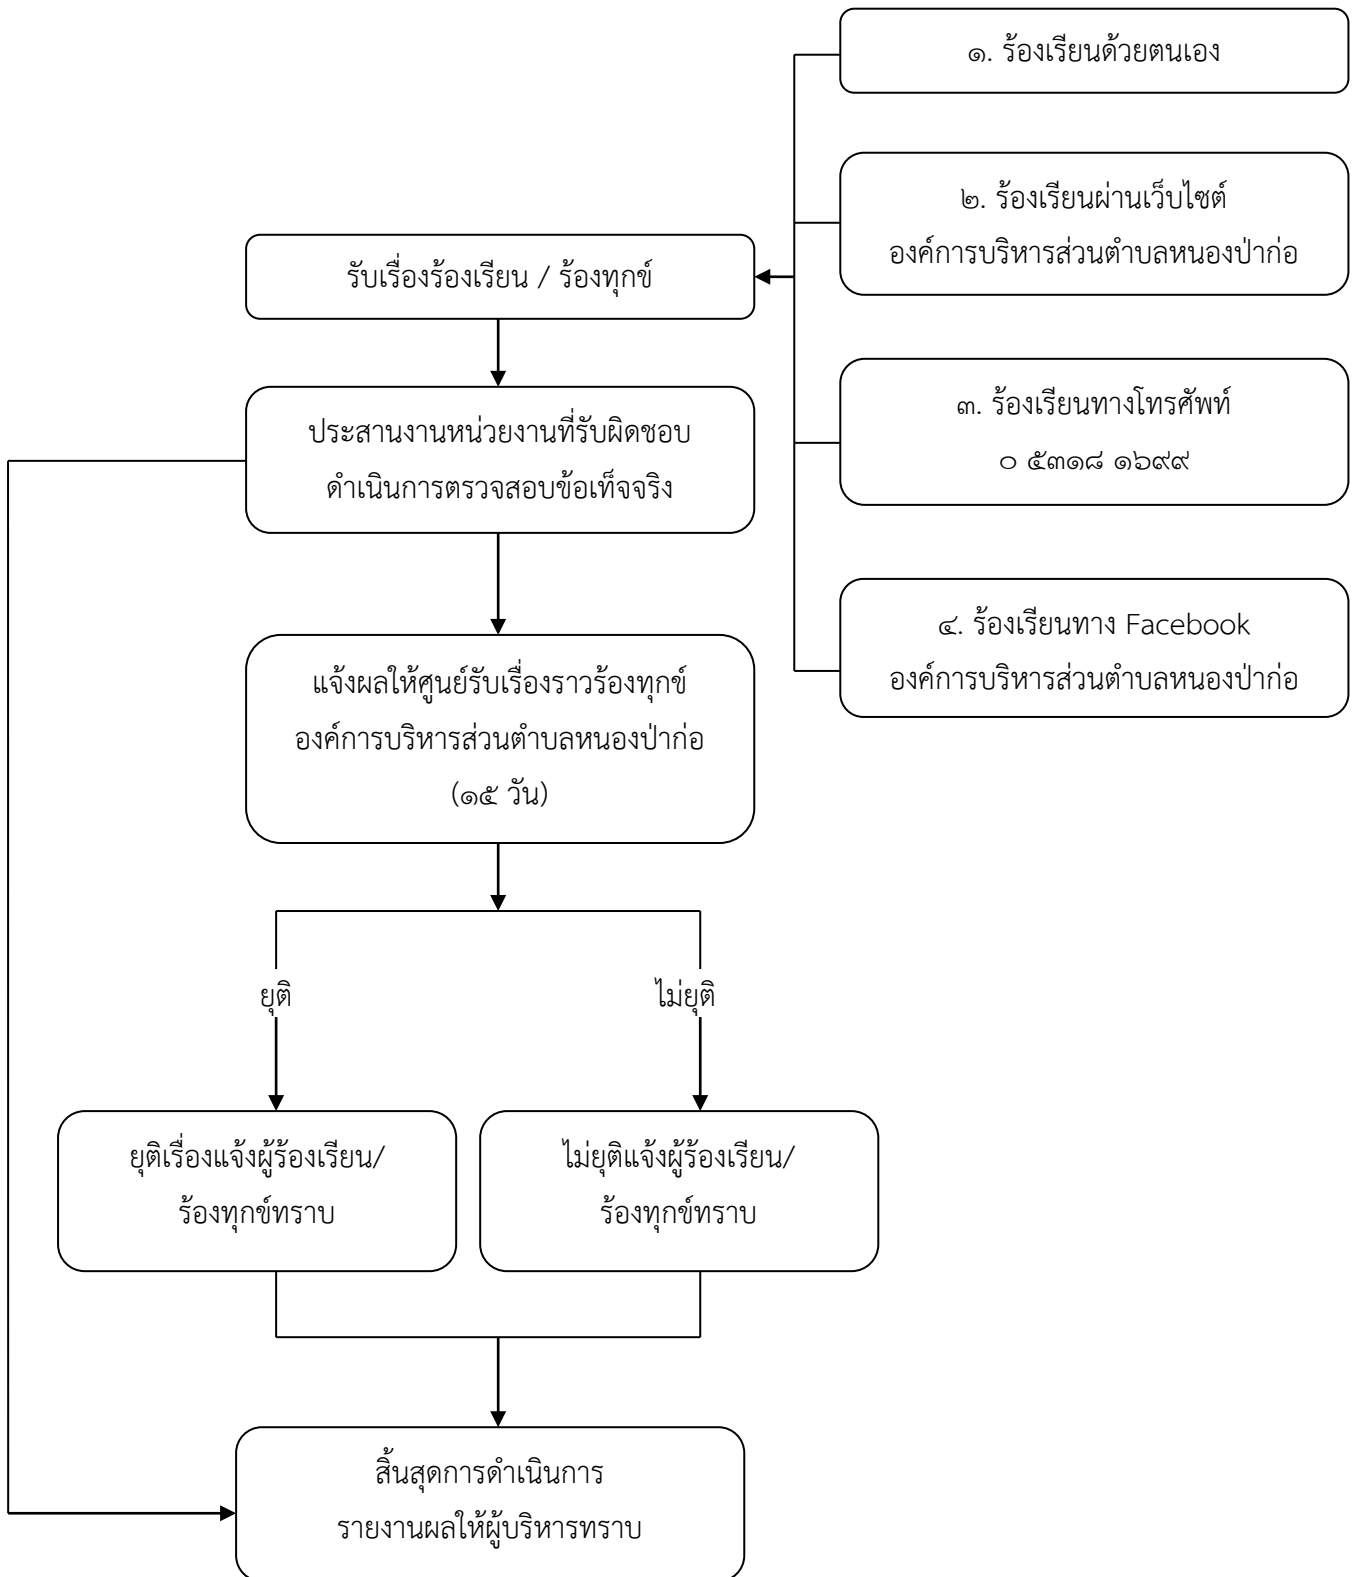 ๑. ร้องเรียนด้วยตนเอง
๒. ร้องเรียนผ่านเว็บไซต์
องค์การบริหารส่วนตำบลหนองป่าก่อ
รับเรื่องร้องเรียน / ร้องทุกข์
๓. ร้องเรียนทางโทรศัพท์
๐ ๕๓๑๘ ๑๖๙๙
ประสานงานหน่วยงานที่รับผิดชอบ
ดำเนินการตรวจสอบข้อเท็จจริง
๔. ร้องเรียนทาง Facebook
องค์การบริหารส่วนตำบลหนองป่าก่อ
แจ้งผลให้ศูนย์รับเรื่องราวร้องทุกข์
องค์การบริหารส่วนตำบลหนองป่าก่อ
(๑๕ วัน)
ยุติ
ไม่ยุติ
ยุติเรื่องแจ้งผู้ร้องเรียน/
ร้องทุกข์ทราบ
ไม่ยุติแจ้งผู้ร้องเรียน/
ร้องทุกข์ทราบ
สิ้นสุดการดำเนินการ
รายงานผลให้ผู้บริหารทราบ